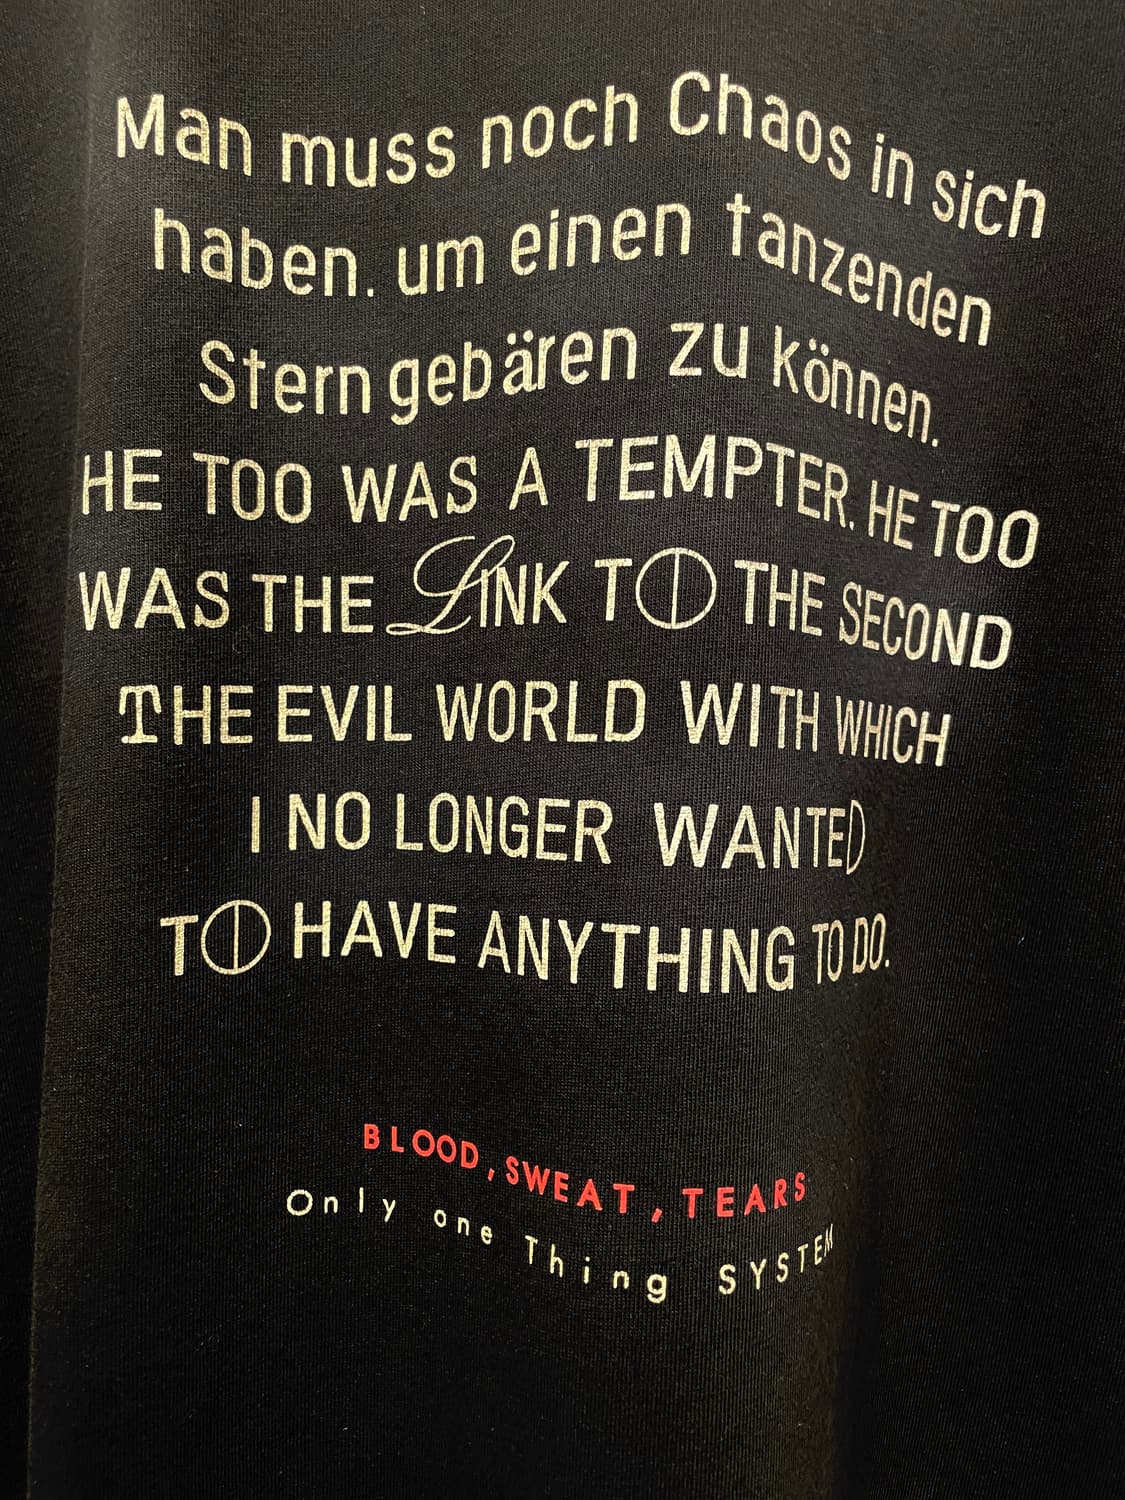 Man muss noch Chaos in sich
haben. um einen tanzenden
Stern gebären zu können.
HE TOO WAS A TEMPTER. HE TOO
WAS THE LINK TO THE SECOND
THE EVIL WORLD WITH WHICH
I NO LONGER WANTED
TO HAVE ANYTHING TO DO.
BLOOD, SWEAT, TEARS
Only one Thing SYSTEM